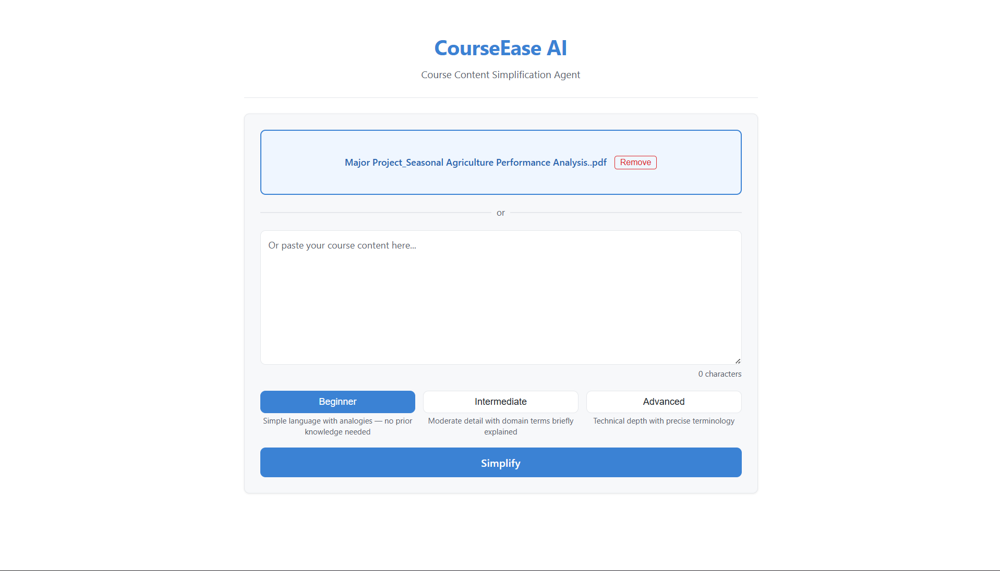 CourseEase AI
Course Content Simplification Agent
Major Project_Seasonal Agriculture Performance Analysis..pdf Remove
or
Or paste your course content here...
0 characters
Beginner
Simple language with analogies — no prior
knowledge needed
Intermediate
Moderate detail with domain terms briefly
explained
Advanced
Technical depth with precise terminology
Simplify